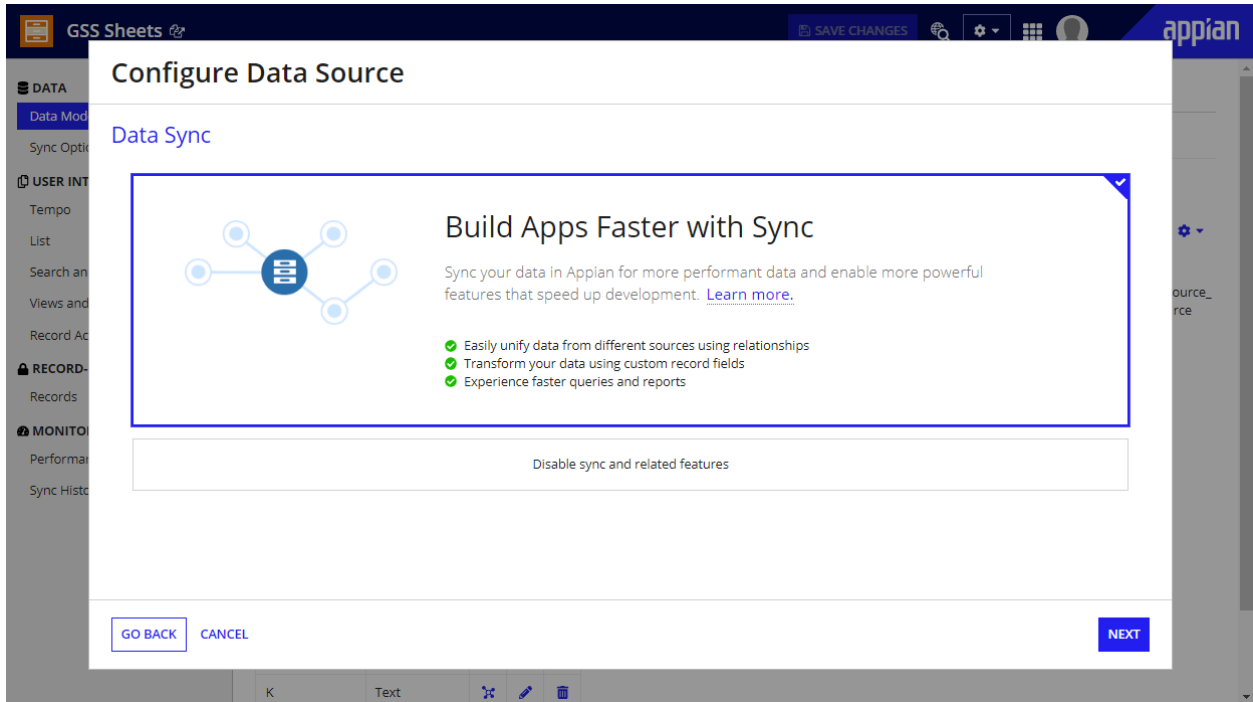 GSS Sheets
SAVE CHANGES
appian
Configure Data Source
DATA
Data Mod
Sync Optic
USER INT
Tempo
List
Search an
Views and
Record Ac
RECORD-
Records
MONITO
Performan
Sync Histo
Data Sync
Build Apps Faster with Sync
Sync your data in Appian for more performant data and enable more powerful
features that speed up development. Learn more.
Easily unify data from different sources using relationships
Transform your data using custom record fields
Experience faster queries and reports
Disable sync and related features
ource_
rce
GO BACK CANCEL
NEXT
K Text